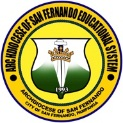 ARCHDIOCESE OF SAN FERNANDO EDUCATIONAL SYSTEM
1993
ARCHDIOCESE OF SAN FERNANDO
CITY OF SAN FERNANDO, PAMPANGA